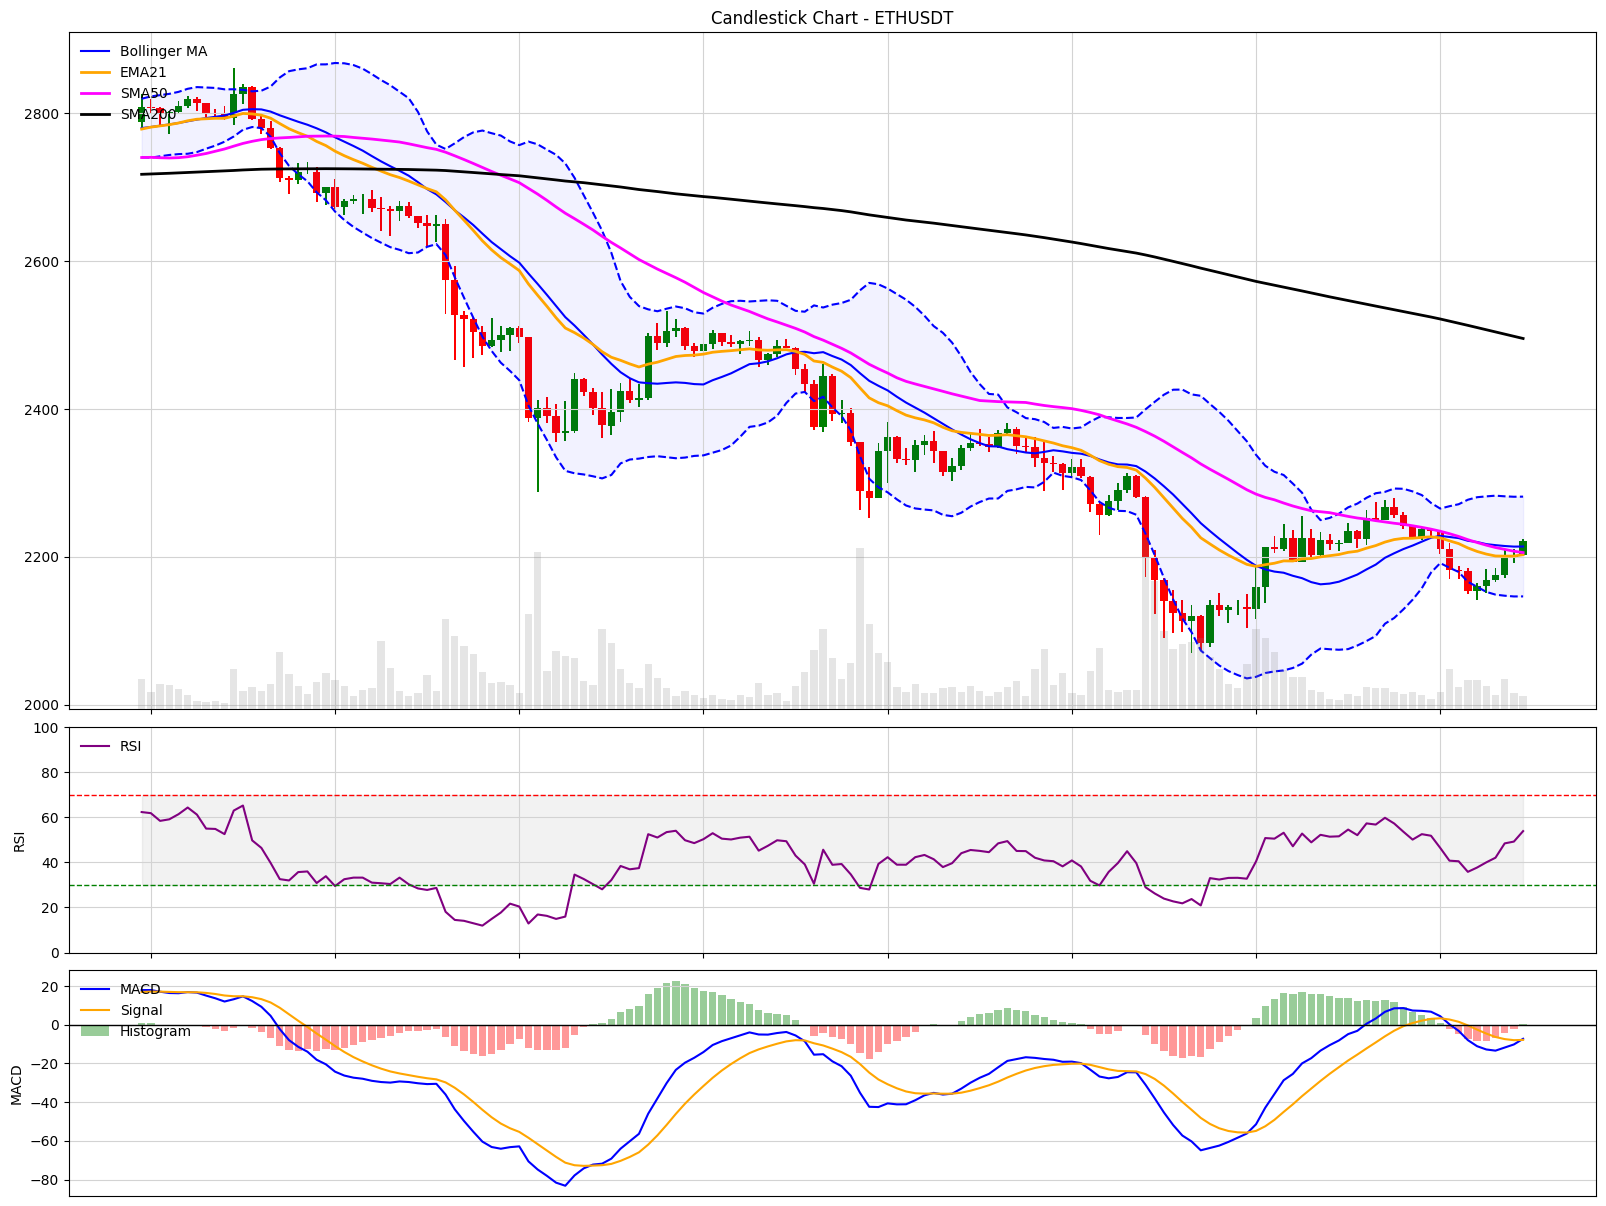 Candlestick Chart - ETHUSDT
Bollinger MA
EMA21
SMA50
SMA200
2800
2600
2400
2200
2000
RSI
100
80
60
40
20
0
RSI
MACD
Signal
Histogram
20
0
−20
−40
−60
−80
MACD